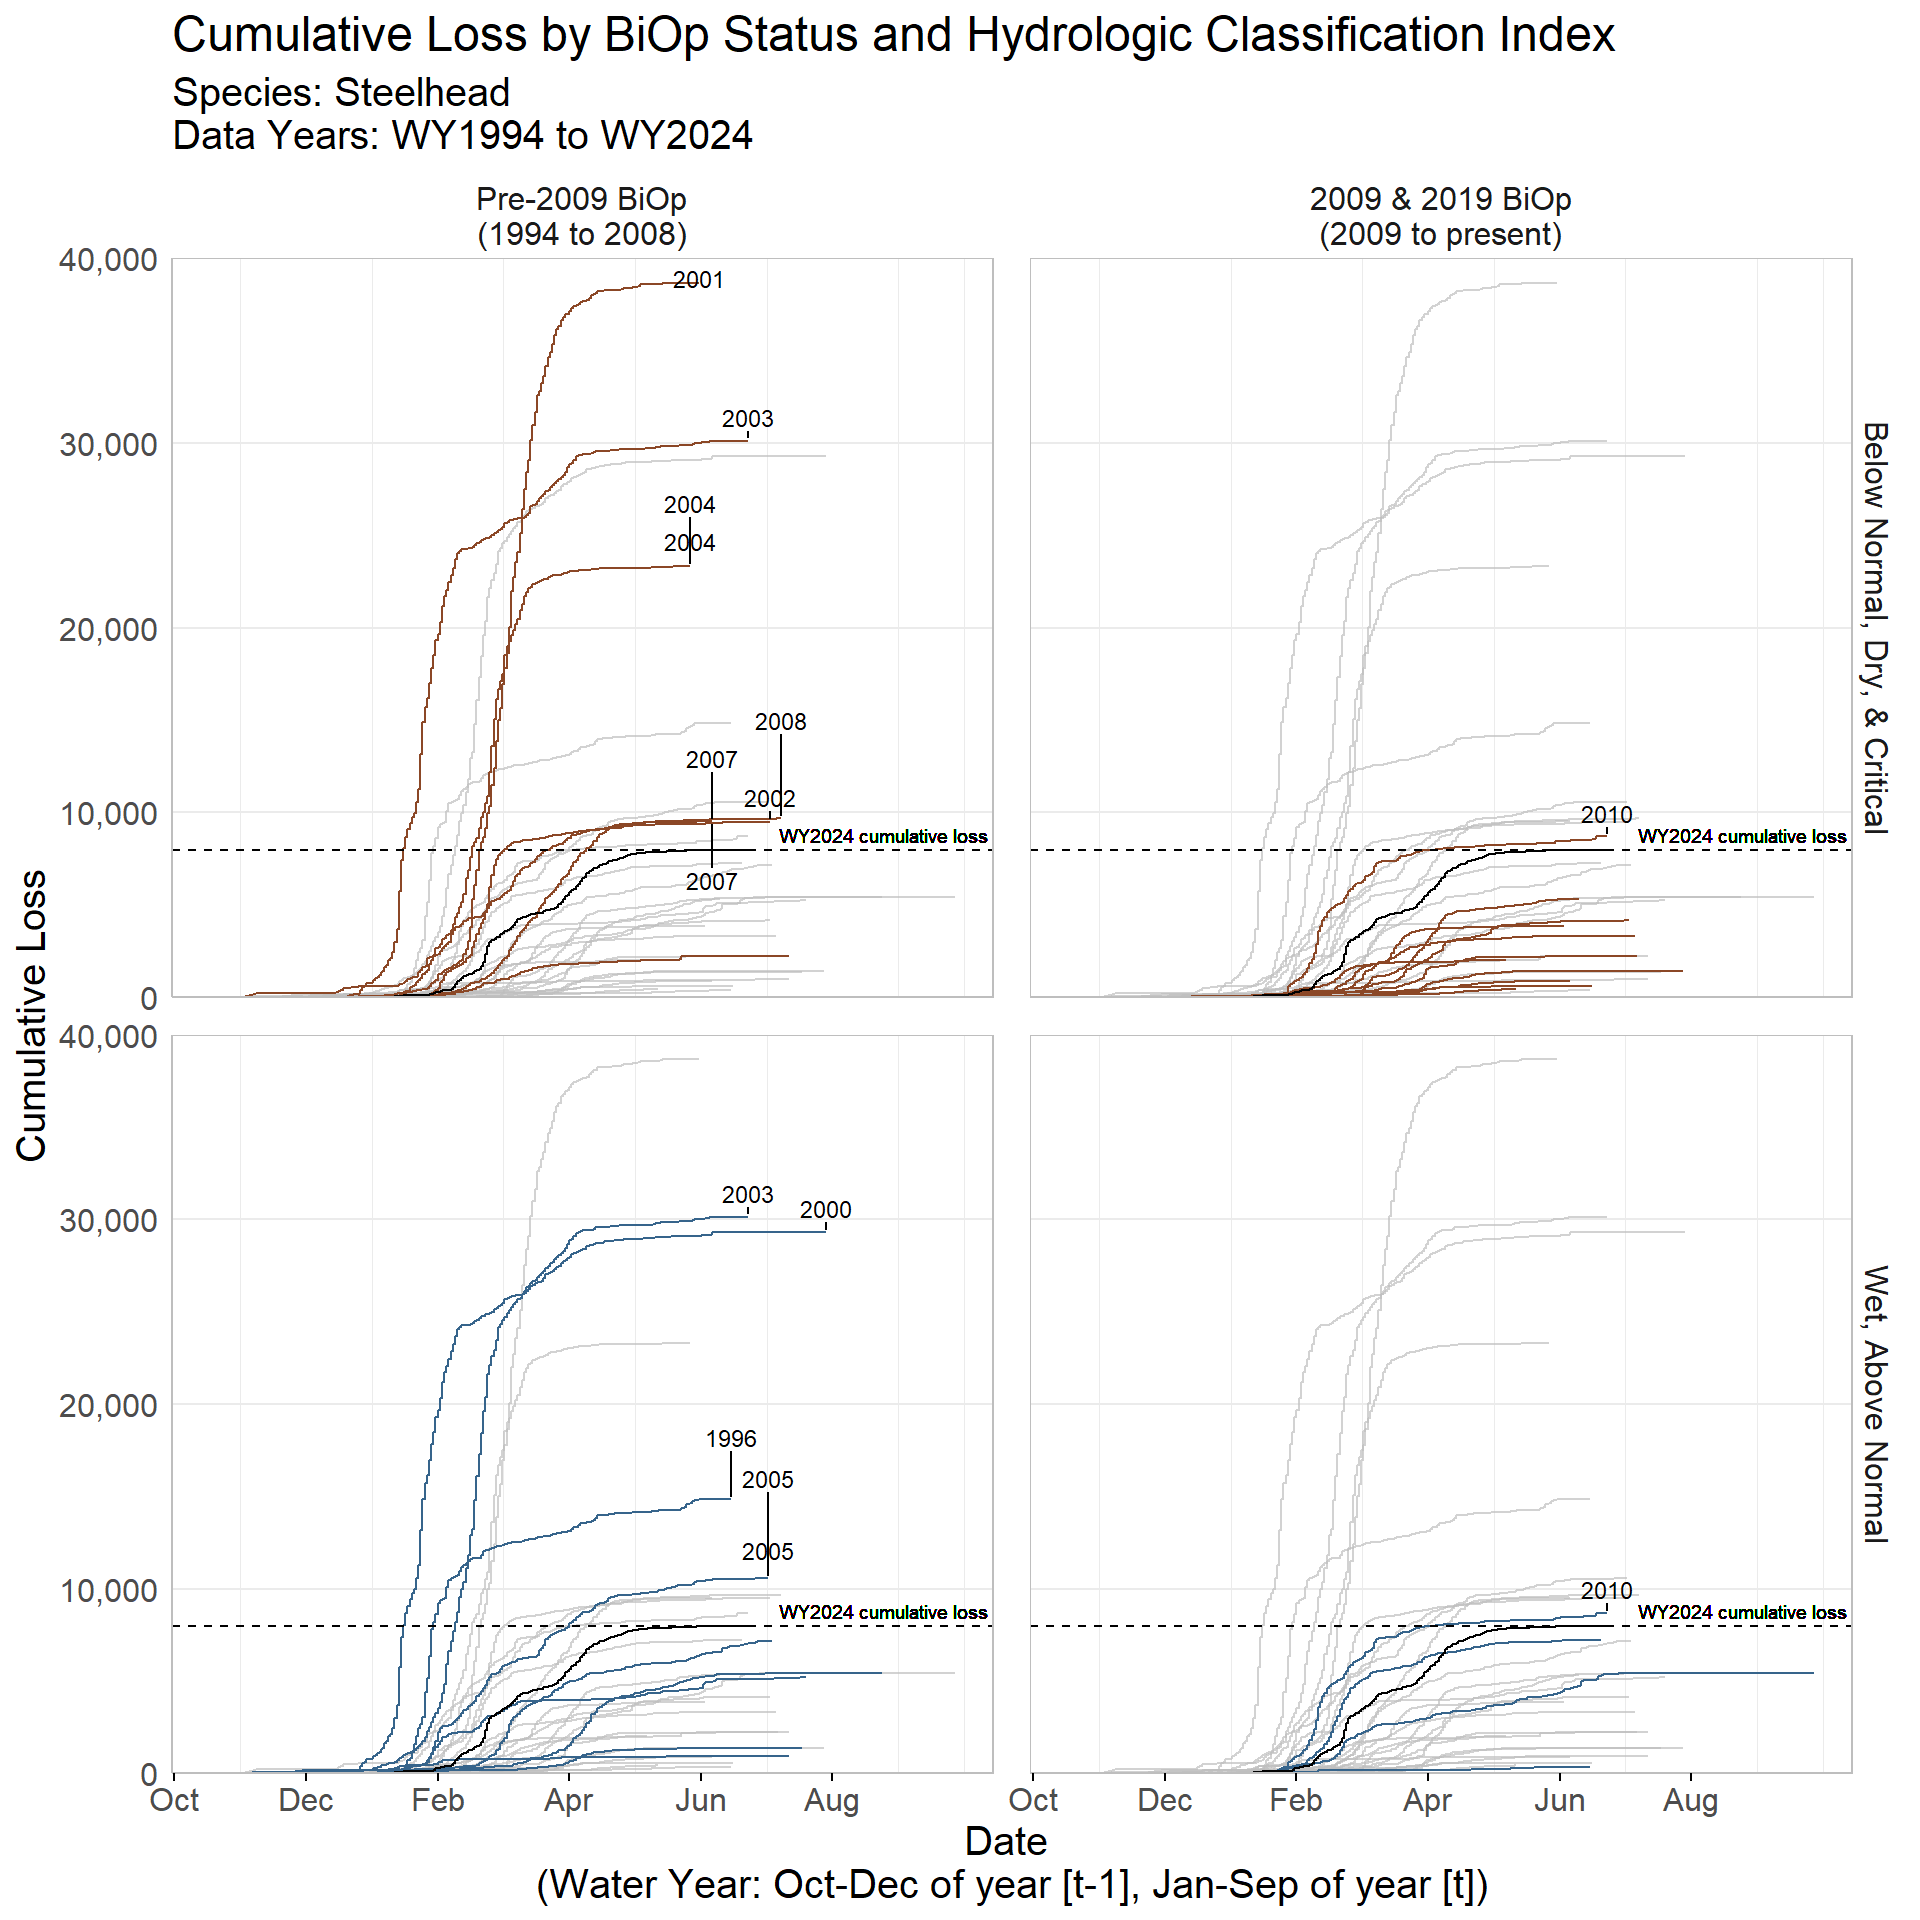 Cumulative Loss by BiOp Status and Hydrologic Classification Index
Species: Steelhead
Data Years: WY1994 to WY2024
Pre-2009 BiOp
(1994 to 2008)
2009 & 2019 BiOp
(2009 to present)
Cumulative Loss
40,000
30,000
20,000
10,000
0
2001
2003
2004
2004
2008
2007
2002
WY2024 cumulative loss
2007
2010
WY2024 cumulative loss
Below Normal, Dry, & Critical
40,000
30,000
20,000
10,000
0
2003
2000
1996
2005
2005
WY2024 cumulative loss
2010
WY2024 cumulative loss
Wet, Above Normal
Oct Dec Feb Apr Jun Aug
Oct Dec Feb Apr Jun Aug
Date
(Water Year: Oct-Dec of year [t-1], Jan-Sep of year [t])